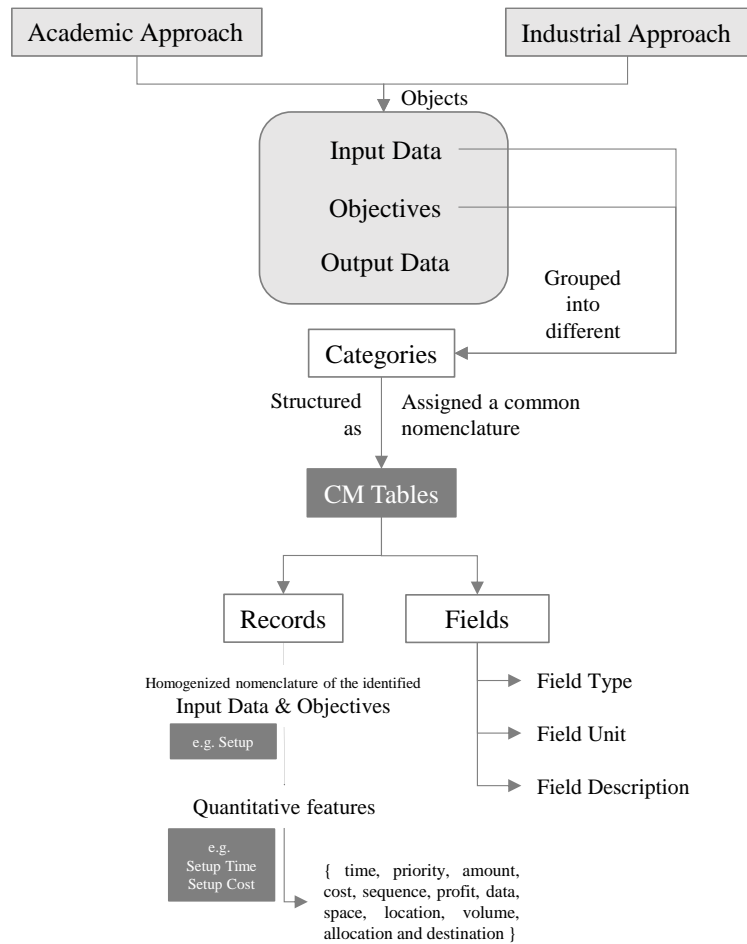 Academic Approach
Industrial Approach
Objects
Input Data
Objectives
Output Data
Grouped
into
different
Categories
Structured
as
Assigned a common
nomenclature
CM Tables
Records
Fields
Homogenized nomenclature of the identified
Input Data & Objectives
e.g. Setup
Field Type
Field Unit
Field Description
Quantitative features
e.g.
Setup Time
Setup Cost
{ time, priority, amount,
cost, sequence, profit, data,
space, location, volume,
allocation and destination }